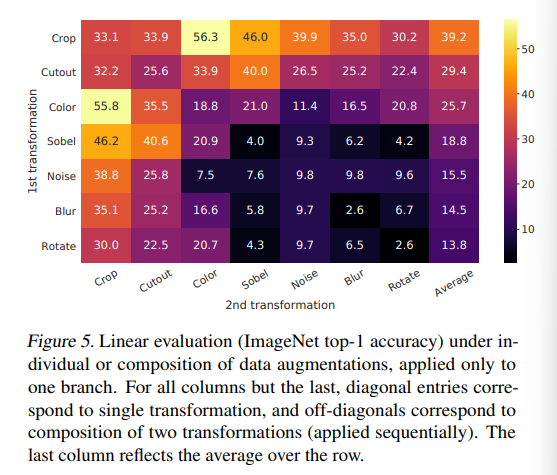 Crop 33.1 33.9 56.3 46.0 39.9 35.0 30.2 39.2
Cutout 32.2 25.6 33.9 40.0 26.5 25.2 22.4 29.4
Color 55.8 35.5 18.8 21.0 11.4 16.5 20.8 25.7
Sobel 46.2 40.6 20.9 4.0 9.3 6.2 4.2 18.8
Noise 38.8 25.8 7.5 7.6 9.8 9.8 9.6 15.5
Blur 35.1 25.2 16.6 5.8 9.7 2.6 6.7 14.5
Rotate 30.0 22.5 20.7 4.3 9.7 6.5 2.6 13.8
Crop Cutout Color Sobel Noise Blur Rotate Average
1st transformation
2nd transformation
50
40
30
20
10
Figure 5. Linear evaluation (ImageNet top-1 accuracy) under in-
dividual or composition of data augmentations, applied only to
one branch. For all columns but the last, diagonal entries corre-
spond to single transformation, and off-diagonals correspond to
composition of two transformations (applied sequentially). The
last column reflects the average over the row.